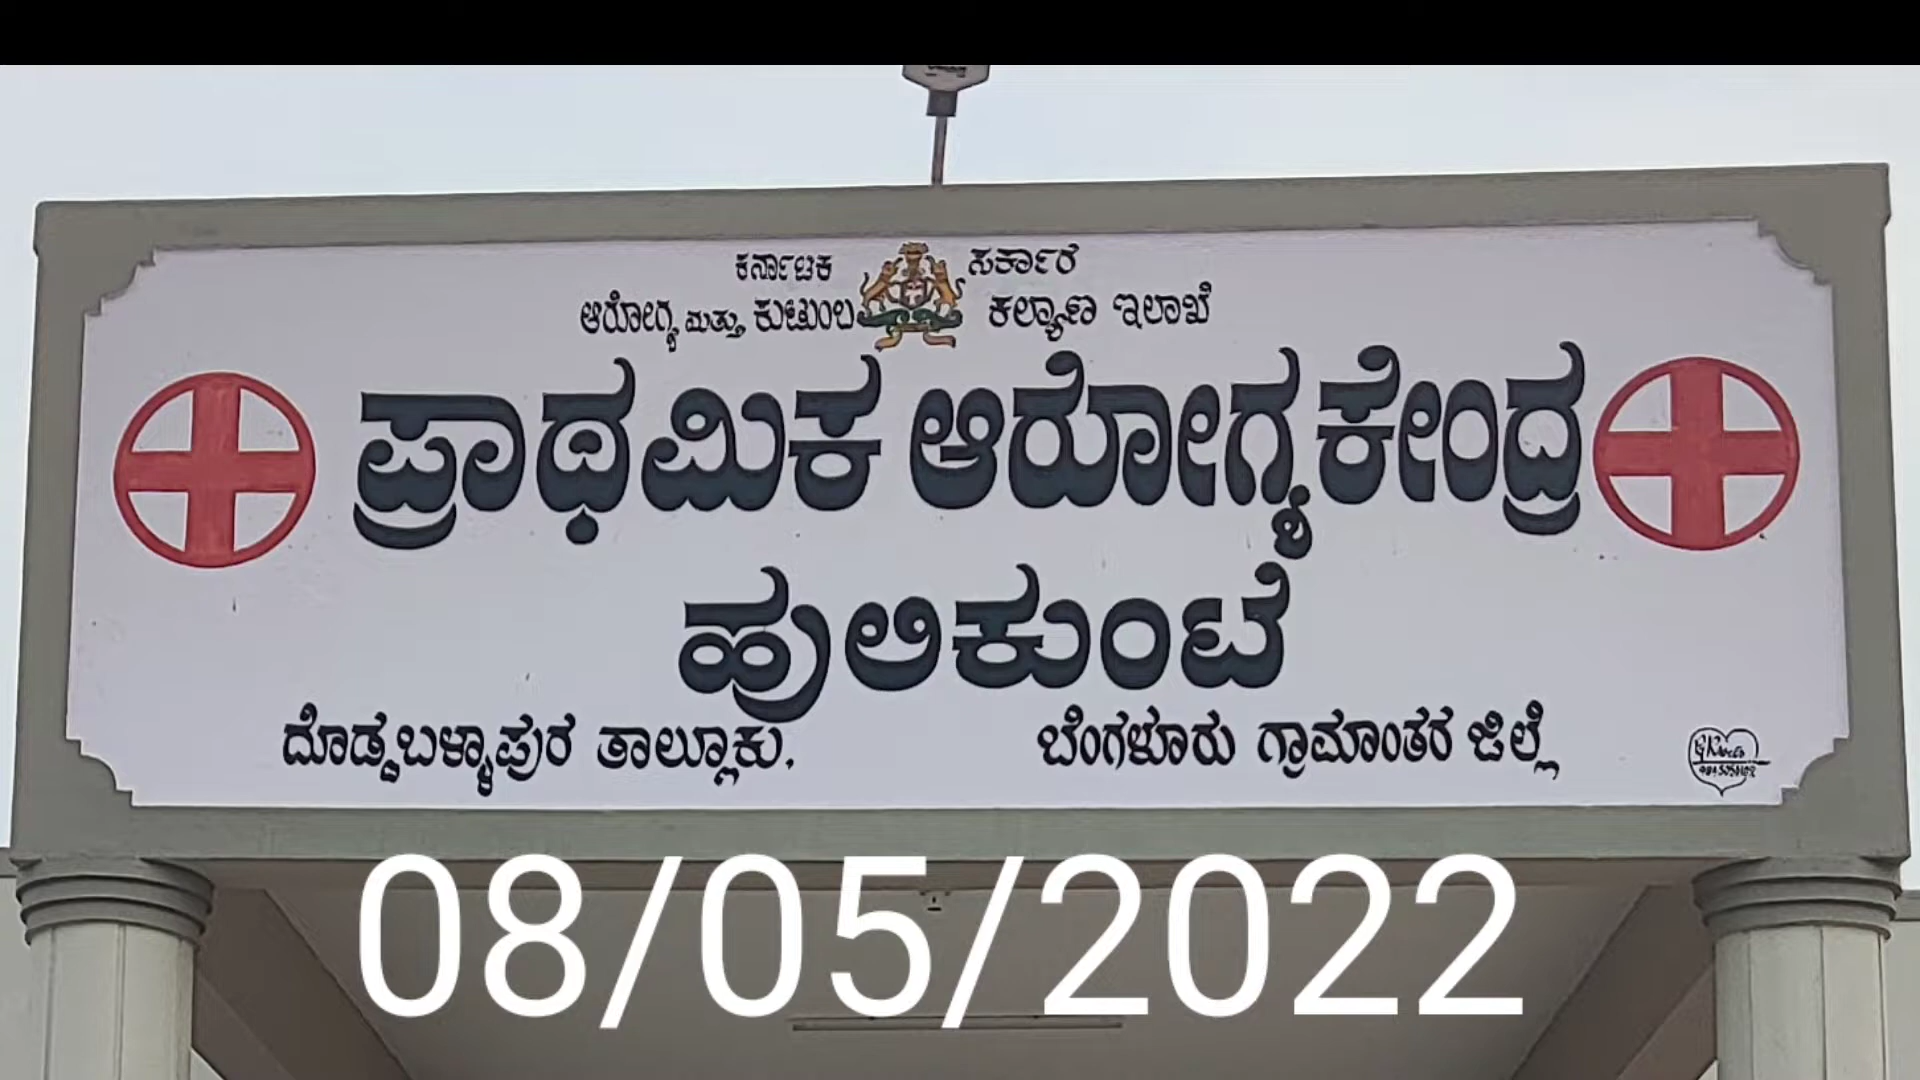 ಕರ್ನಾಟಕ ಸರ್ಕಾರ
ಆರೋಗ್ಯ ಮತ್ತು ಕುಟುಂಬ ಕಲ್ಯಾಣ ಇಲಾಖೆ
ಪ್ರಾಥಮಿಕ ಆರೋಗ್ಯ ಕೇಂದ್ರ
ಹುಲಿಕುಂಟೆ
ದೊಡ್ಡಬಳ್ಳಾಪುರ ತಾಲ್ಲೂಕು, ಬೆಂಗಳೂರು ಗ್ರಾಮಾಂತರ ಜಿಲ್ಲೆ
08/05/2022